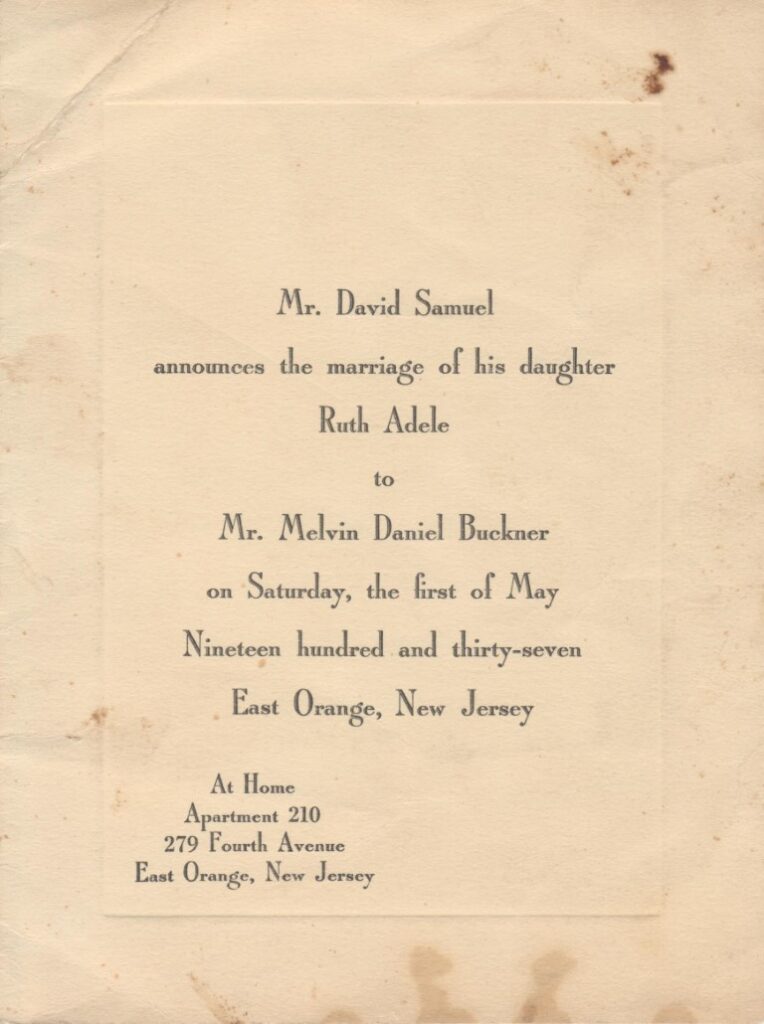 Mr. David Samuel
announces the marriage of his daughter
Ruth Adele
to
Mr. Melvin Daniel Buckner
on Saturday, the first of May
Nineteen hundred and thirty-seven
East Orange, New Jersey
At Home
Apartment 210
279 Fourth Avenue
East Orange, New Jersey